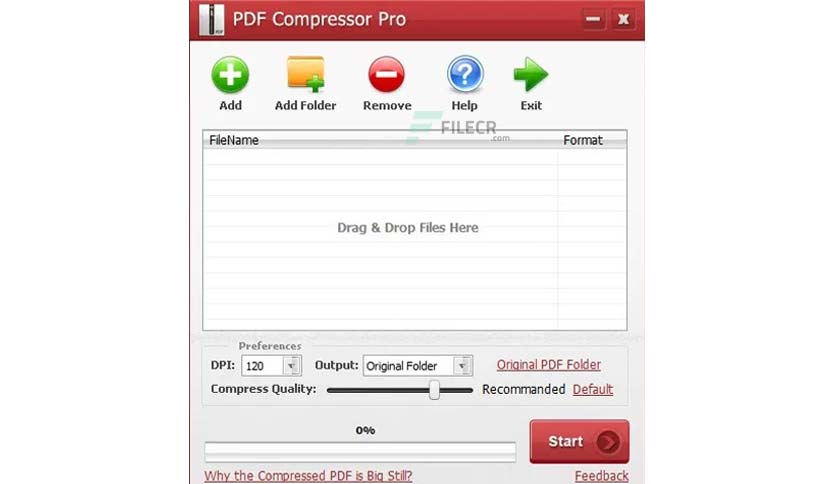 PDF Compressor Pro
Add Add Folder Remove Help Exit
FILECR
.com
FileName Format
Drag & Drop Files Here
Preferences
DPI: 120 Output: Original Folder Original PDF Folder
Compress Quality: Recommanded Default
0%
Start
Why the Compressed PDF is Big Still? Feedback